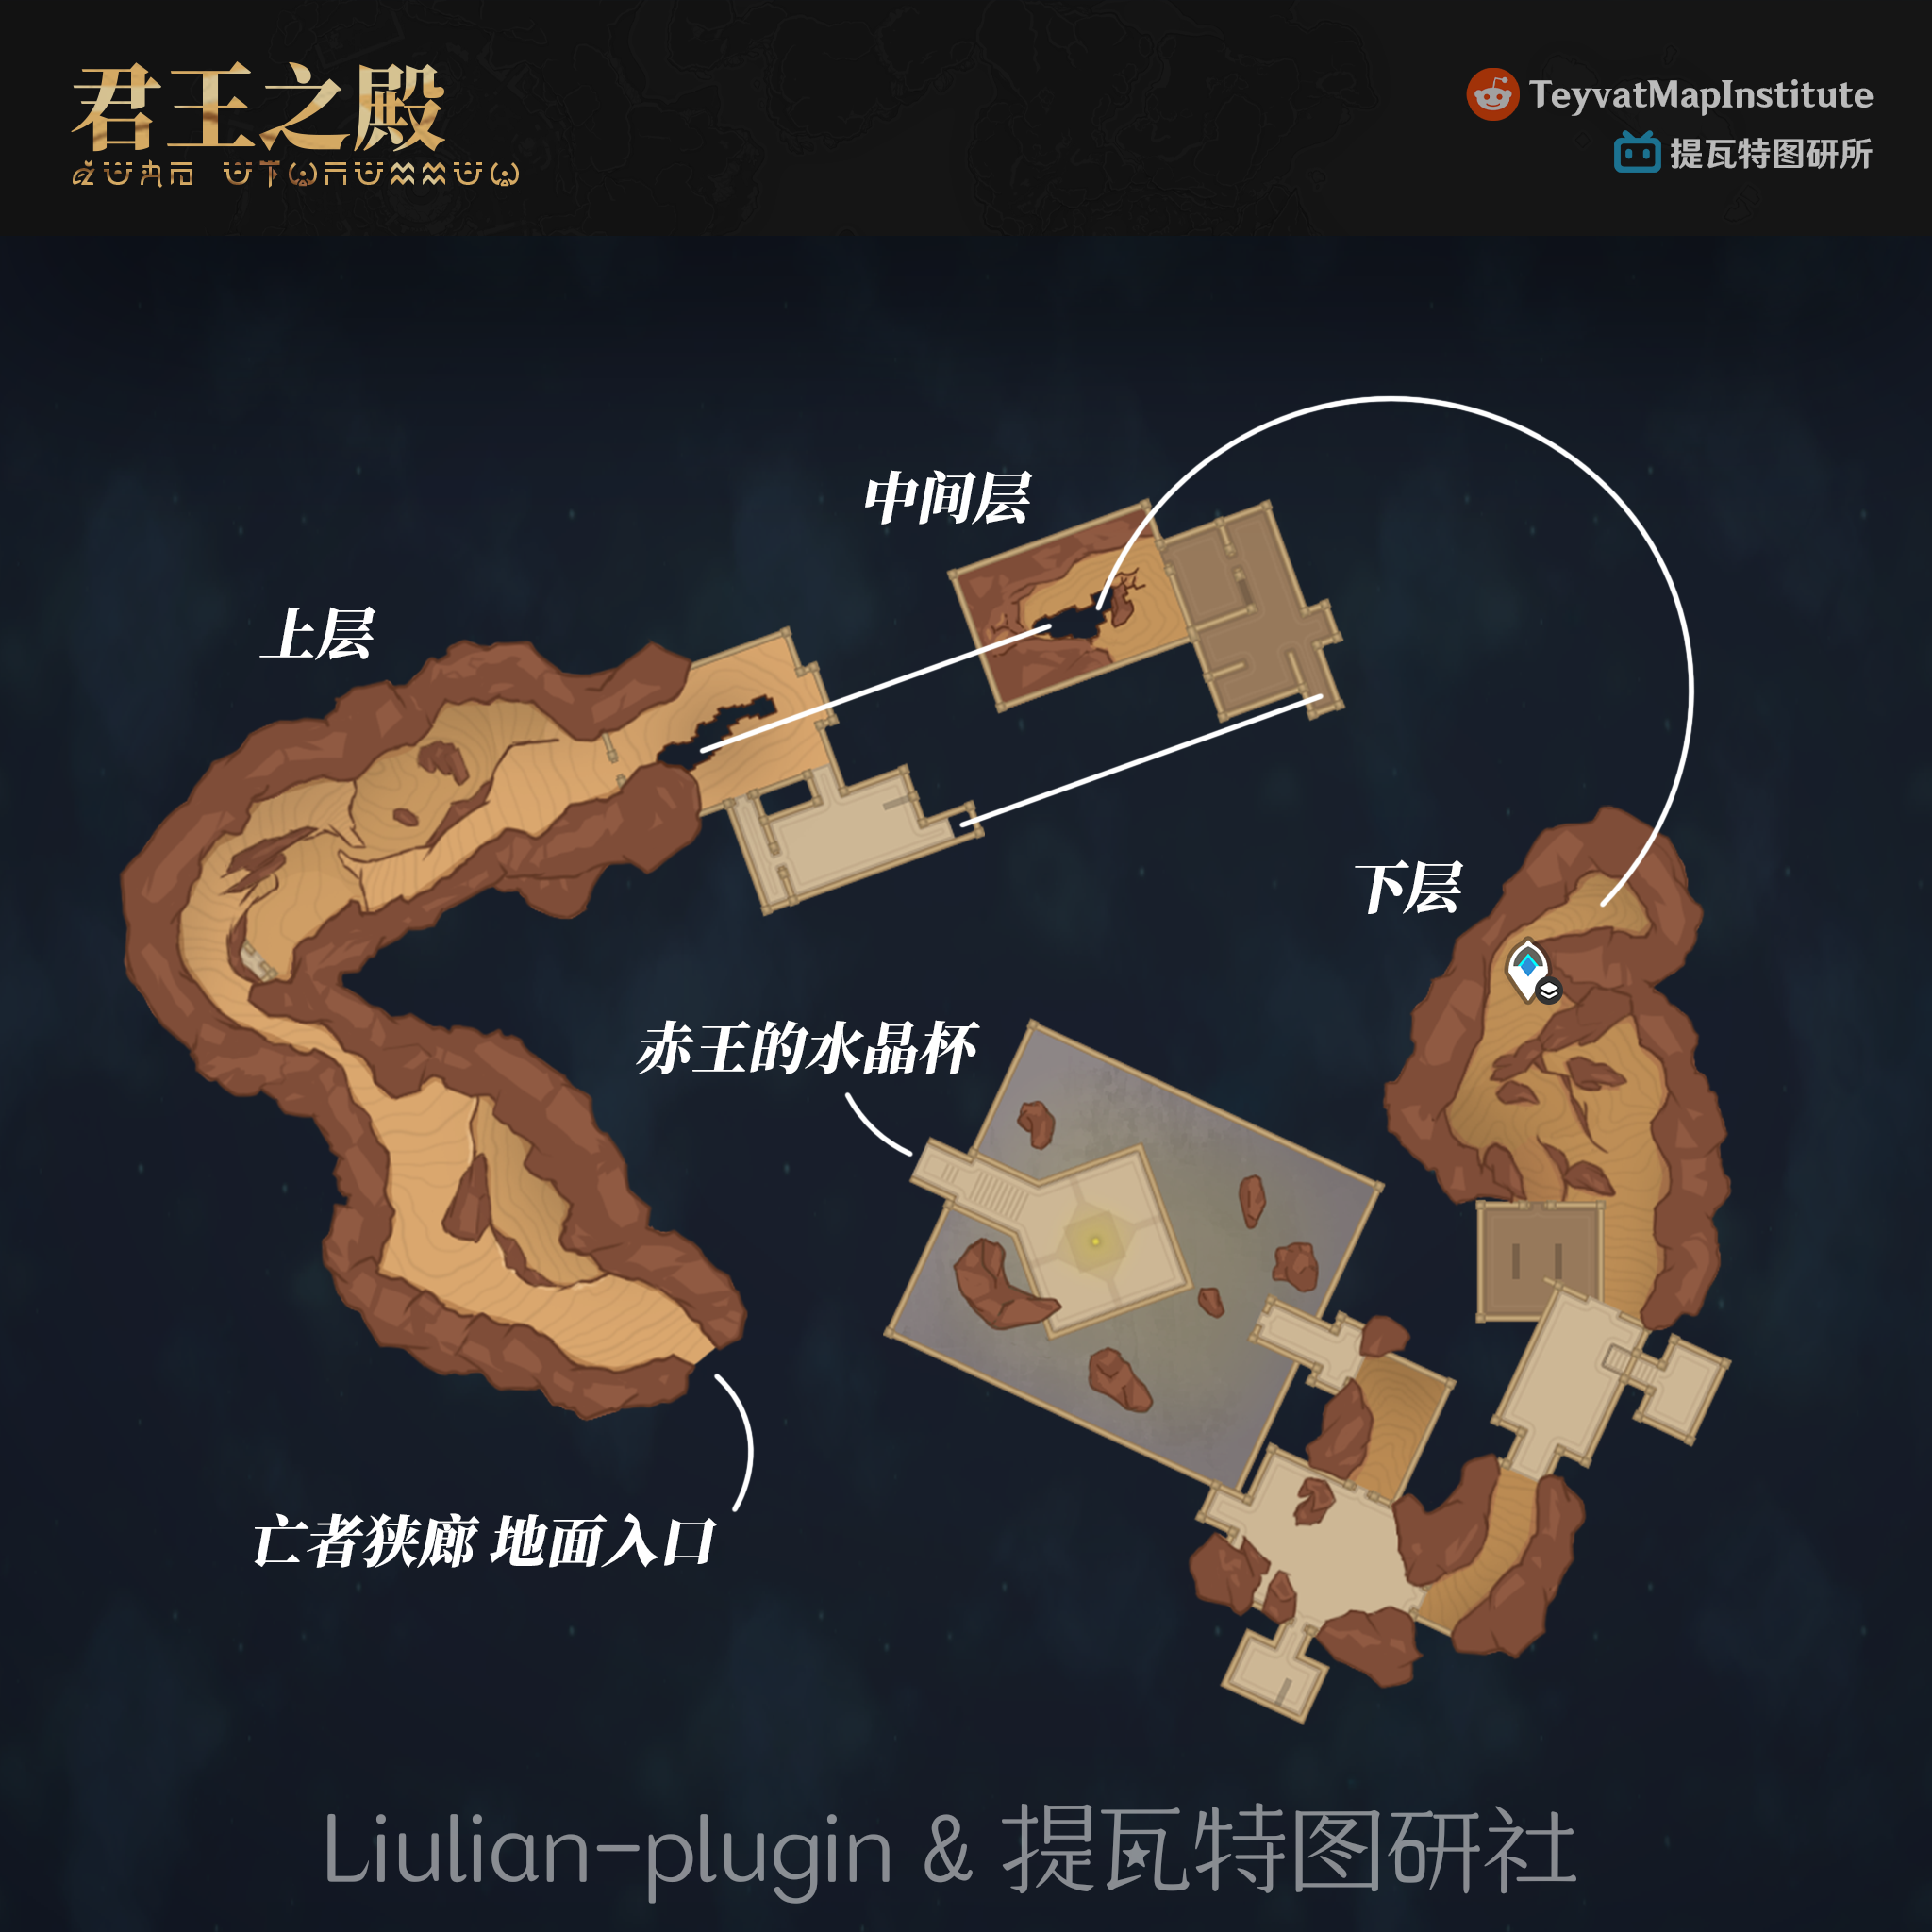 君王之殿
TeyvatMapInstitute
提瓦特图研所
中间层
上层
下层
赤王的水晶杯
亡者狭廊 地面入口
Liulian-plugin & 提瓦特图研社